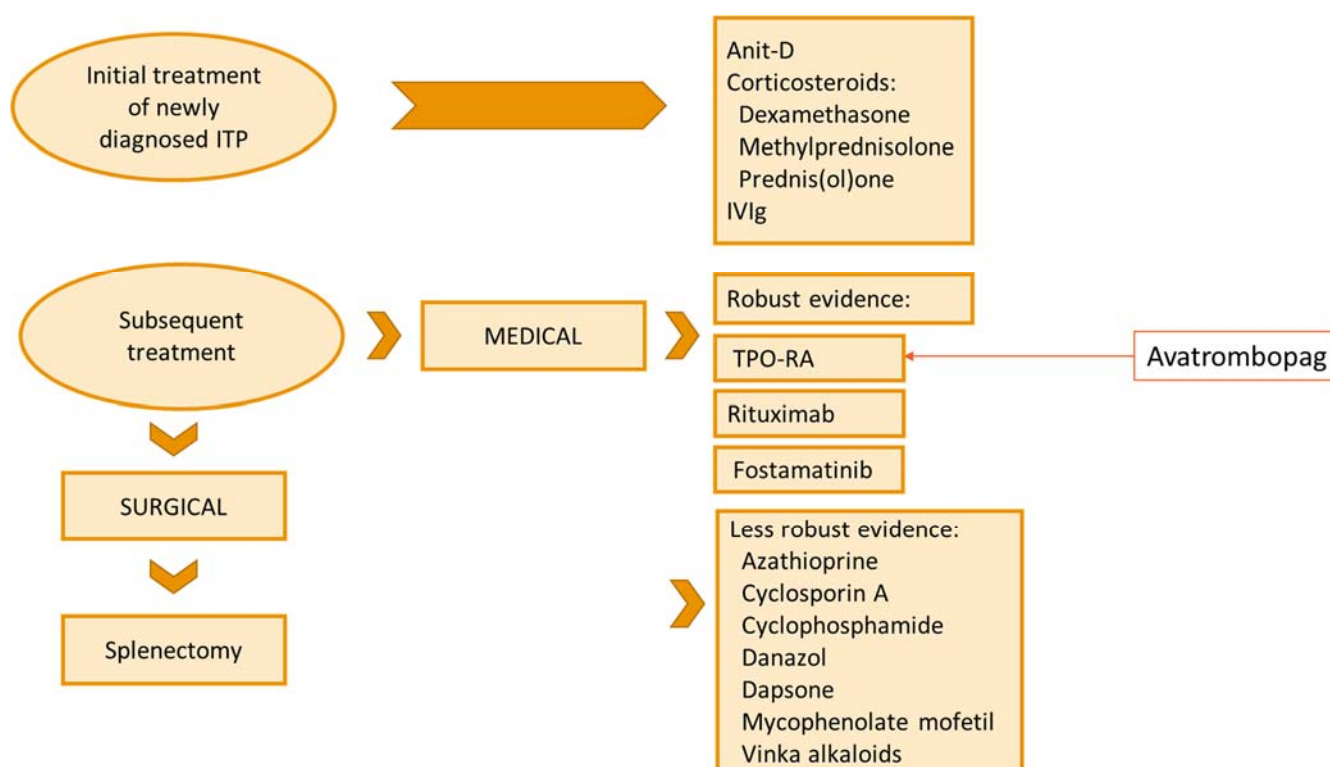 Initial treatment
of newly
diagnosed ITP
Anit-D
Corticosteroids:
Dexamethasone
Methylprednisolone
Prednis(ol)one
IVIg
Subsequent
treatment
MEDICAL
Robust evidence:
TPO-RA
Avatrombopag
Rituximab
Fostamatinib
SURGICAL
Splenectomy
Less robust evidence:
Azathioprine
Cyclosporin A
Cyclophosphamide
Danazol
Dapsone
Mycophenolate mofetil
Vinka alkaloids